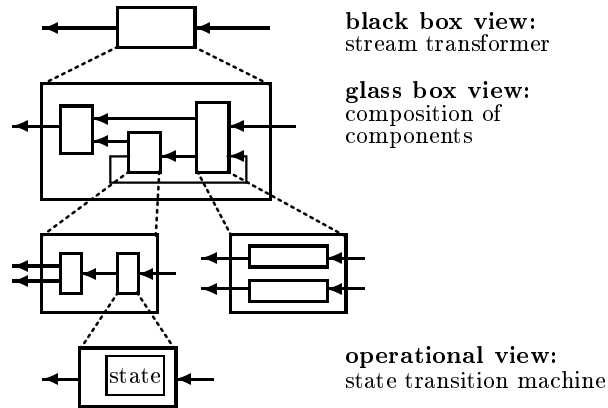 black box view:
stream transformer
glass box view:
composition of
components
operational view:
state transition machine
state